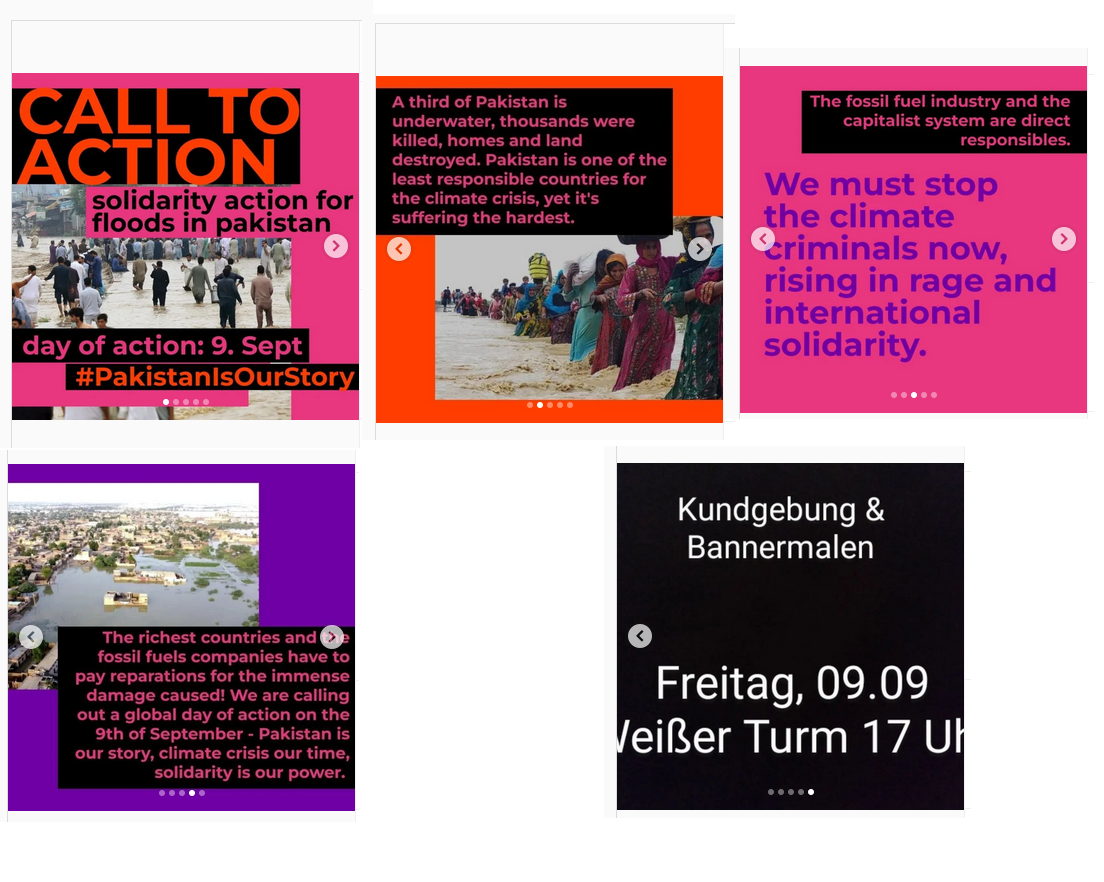 CALL TO
ACTION
solidarity action for
floods in pakistan
day of action: 9. Sept
#PakistanIsOurStory
A third of Pakistan is
underwater, thousands were
killed, homes and land
destroyed. Pakistan is one of the
least responsible countries for
the climate crisis, yet it's
suffering the hardest.
The fossil fuel industry and the
capitalist system are direct
responsibles.
We must stop
the climate
criminals now,
rising in rage and
international
solidarity.
The richest countries and the
fossil fuels companies have to
pay reparations for the immense
damage caused! We are calling
out a global day of action on the
9th of September - Pakistan is
our story, climate crisis our time,
solidarity is our power.
Kundgebung &
Bannermalen
Freitag, 09.09
Weißer Turm 17 Uh